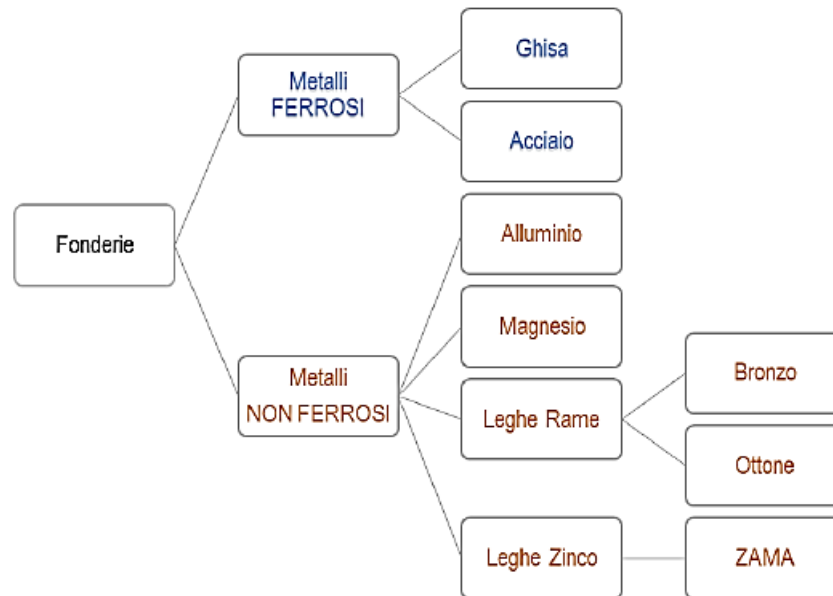 Fonderie
Metalli
FERROSI
Ghisa
Acciaio
Metalli
NON FERROSI
Alluminio
Magnesio
Leghe Rame
Bronzo
Ottone
Leghe Zinco
ZAMA